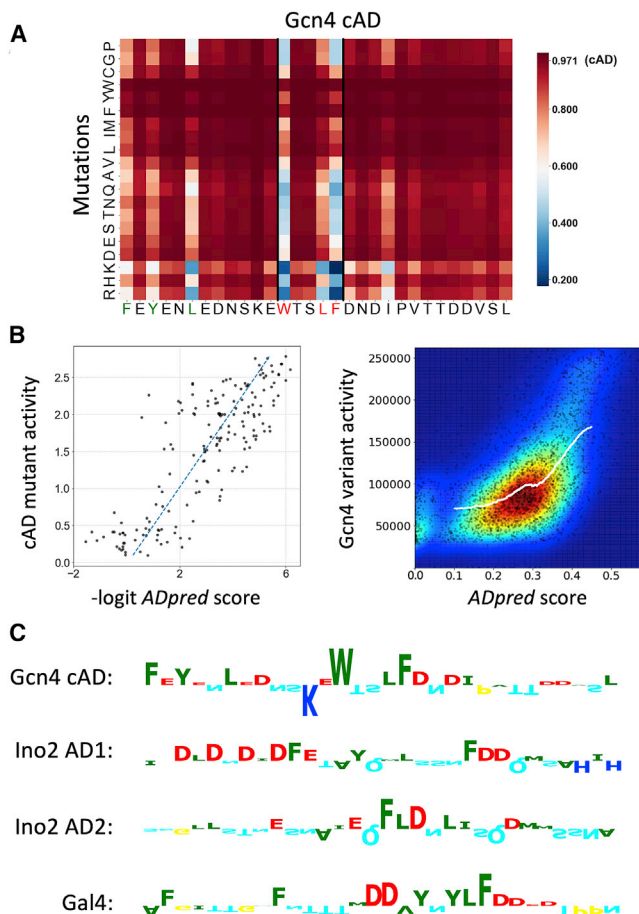 Gcn4 cAD
A
Mutations
RHKDESTNQAVLIMFYWCGP
0.971 (cAD)
0.800
0.600
0.400
0.200
FEYENLEDNSKEWTSLFDNDIPVTTDDVSL
B
cAD mutant activity
2.5
2.0
1.5
1.0
0.5
0.0
-2
2
6
-logit ADpred score
Gcn4 variant activity
250000
200000
150000
100000
50000
0.0
0.1
0.2
0.3
0.4
0.5
ADpred score
C
Gcn4 cAD:
FEYENLEDNSKEWTSLFDNDIPVTTDDVSL
Ino2 AD1:
Ino2 AD2:
Gal4: